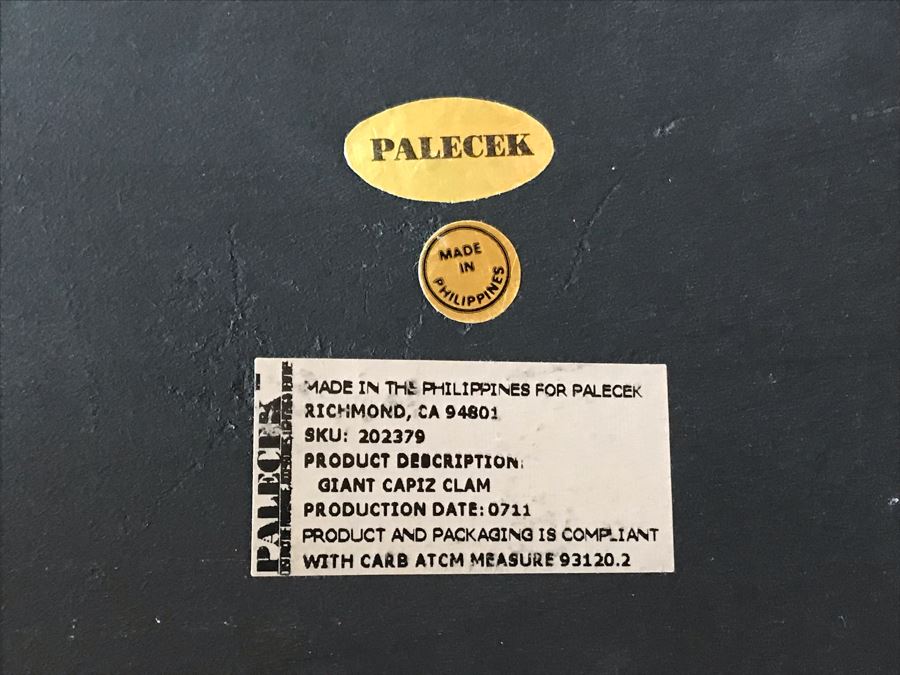 PALECEK
MADE
IN
PHILIPPINES
PALECEK
MADE IN THE PHILIPPINES FOR PALECEK
RICHMOND, CA 94801
SKU: 202379
PRODUCT DESCRIPTION:
GIANT CAPIZ CLAM
PRODUCTION DATE: 0711
PRODUCT AND PACKAGING IS COMPLIANT
WITH CARB ATCM MEASURE 93120.2